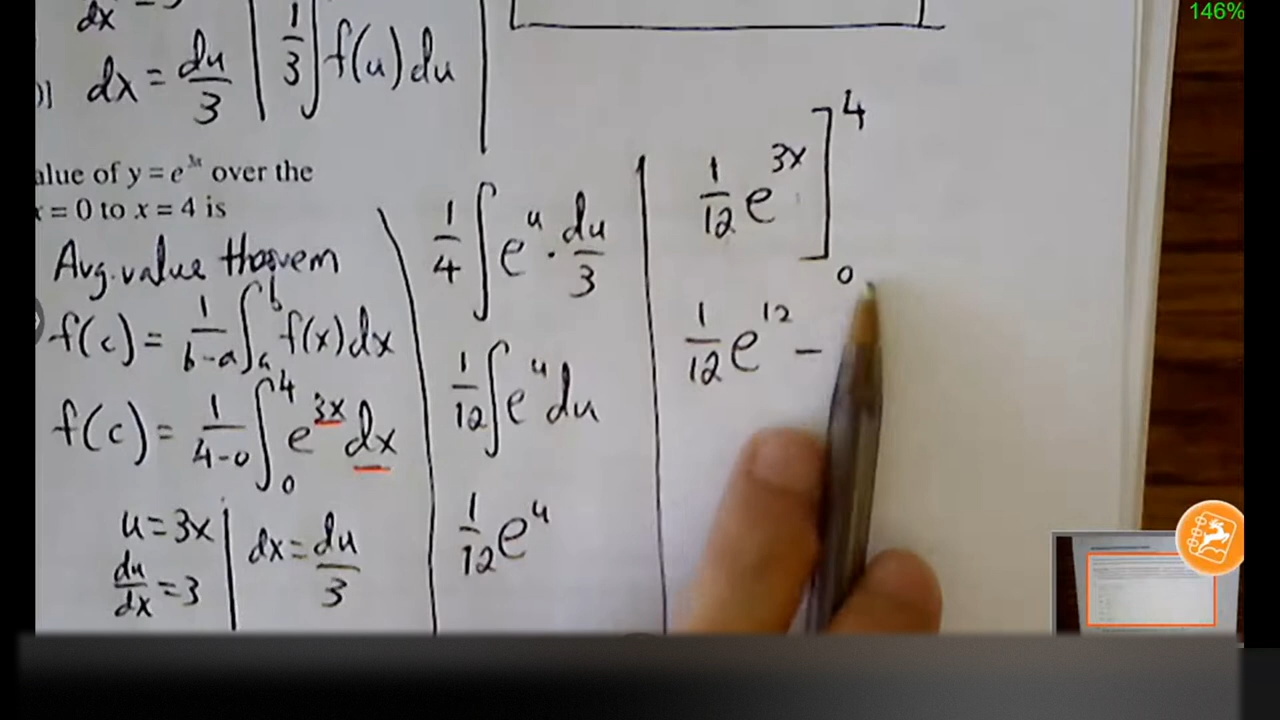 146%
dx
dx = du/3 | 1/3 ∫ f(u) du
alue of y = e^3x over the
x = 0 to x = 4 is
Avg. value theorem
f(c) = 1/(b-a) ∫_a^b f(x) dx
f(c) = 1/(4-0) ∫_0^4 e^3x dx
u = 3x | dx = du/3
du/dx = 3
1/4 ∫ e^u · du/3
1/12 ∫ e^u du
1/12 e^u
1/12 e^3x ]_0^4
1/12 e^12 -